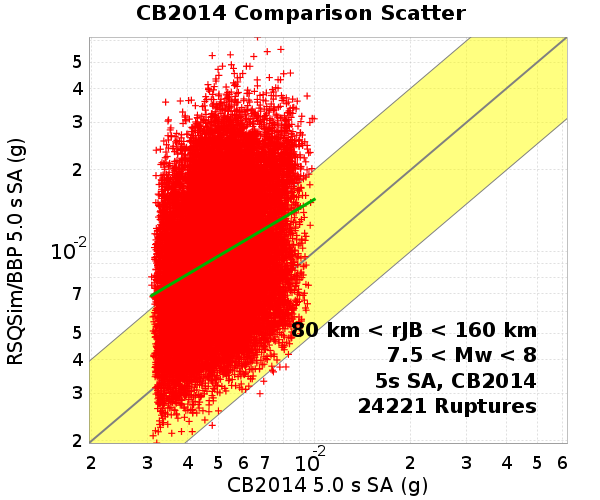 CB2014 Comparison Scatter
RSQSim/BBP 5.0 s SA (g)
5
4
3
2
10-2
7
5
4
3
2
80 km < rJB < 160 km
7.5 < Mw < 8
5s SA, CB2014
24221 Ruptures
2 3 4 5 6 7 10-2 2 3 4 5 6
CB2014 5.0 s SA (g)